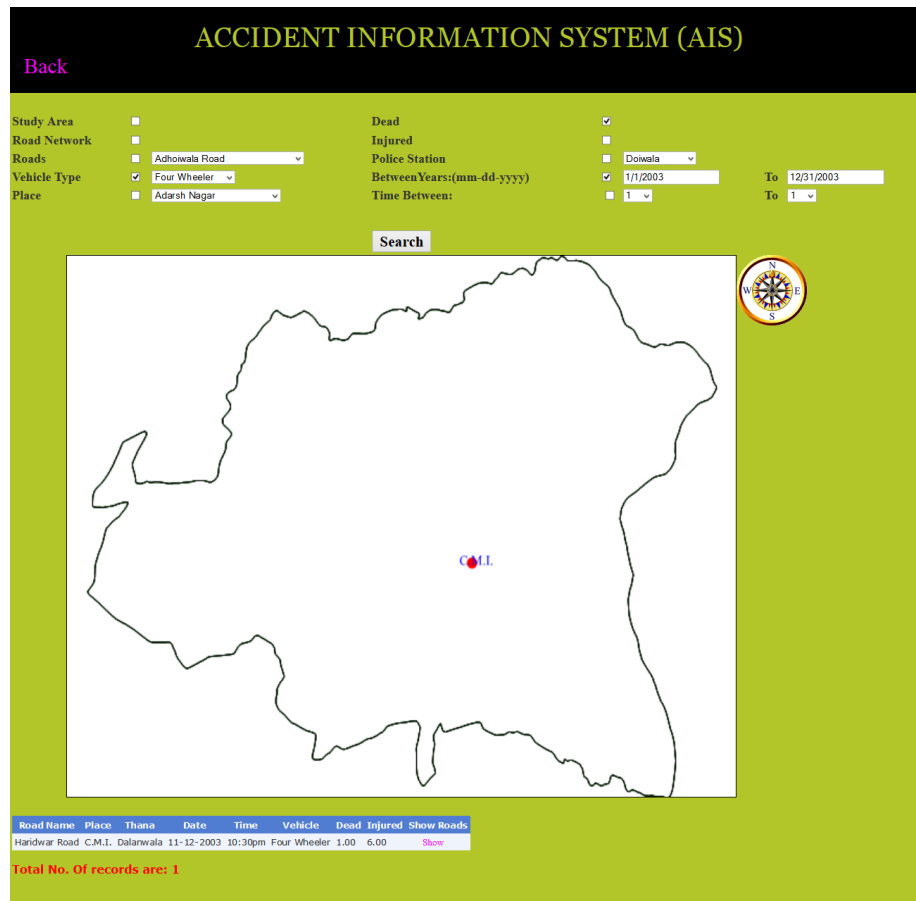 ACCIDENT INFORMATION SYSTEM (AIS)
Back
Study Area Dead
Road Network Injured
Roads Adhoiwala Road Police Station Doiwala
Vehicle Type Four Wheeler BetweenYears:(mm-dd-yyyy) 1/1/2003 To 12/31/2003
Place Adarsh Nagar Time Between: 1 To 1
Search
N
W E
S
C.M.I.
Road Name Place Thana Date Time Vehicle Dead Injured Show Roads
Haridwar Road C.M.I. Dalanwala 11-12-2003 10:30pm Four Wheeler 1.00 6.00 Show
Total No. Of records are: 1